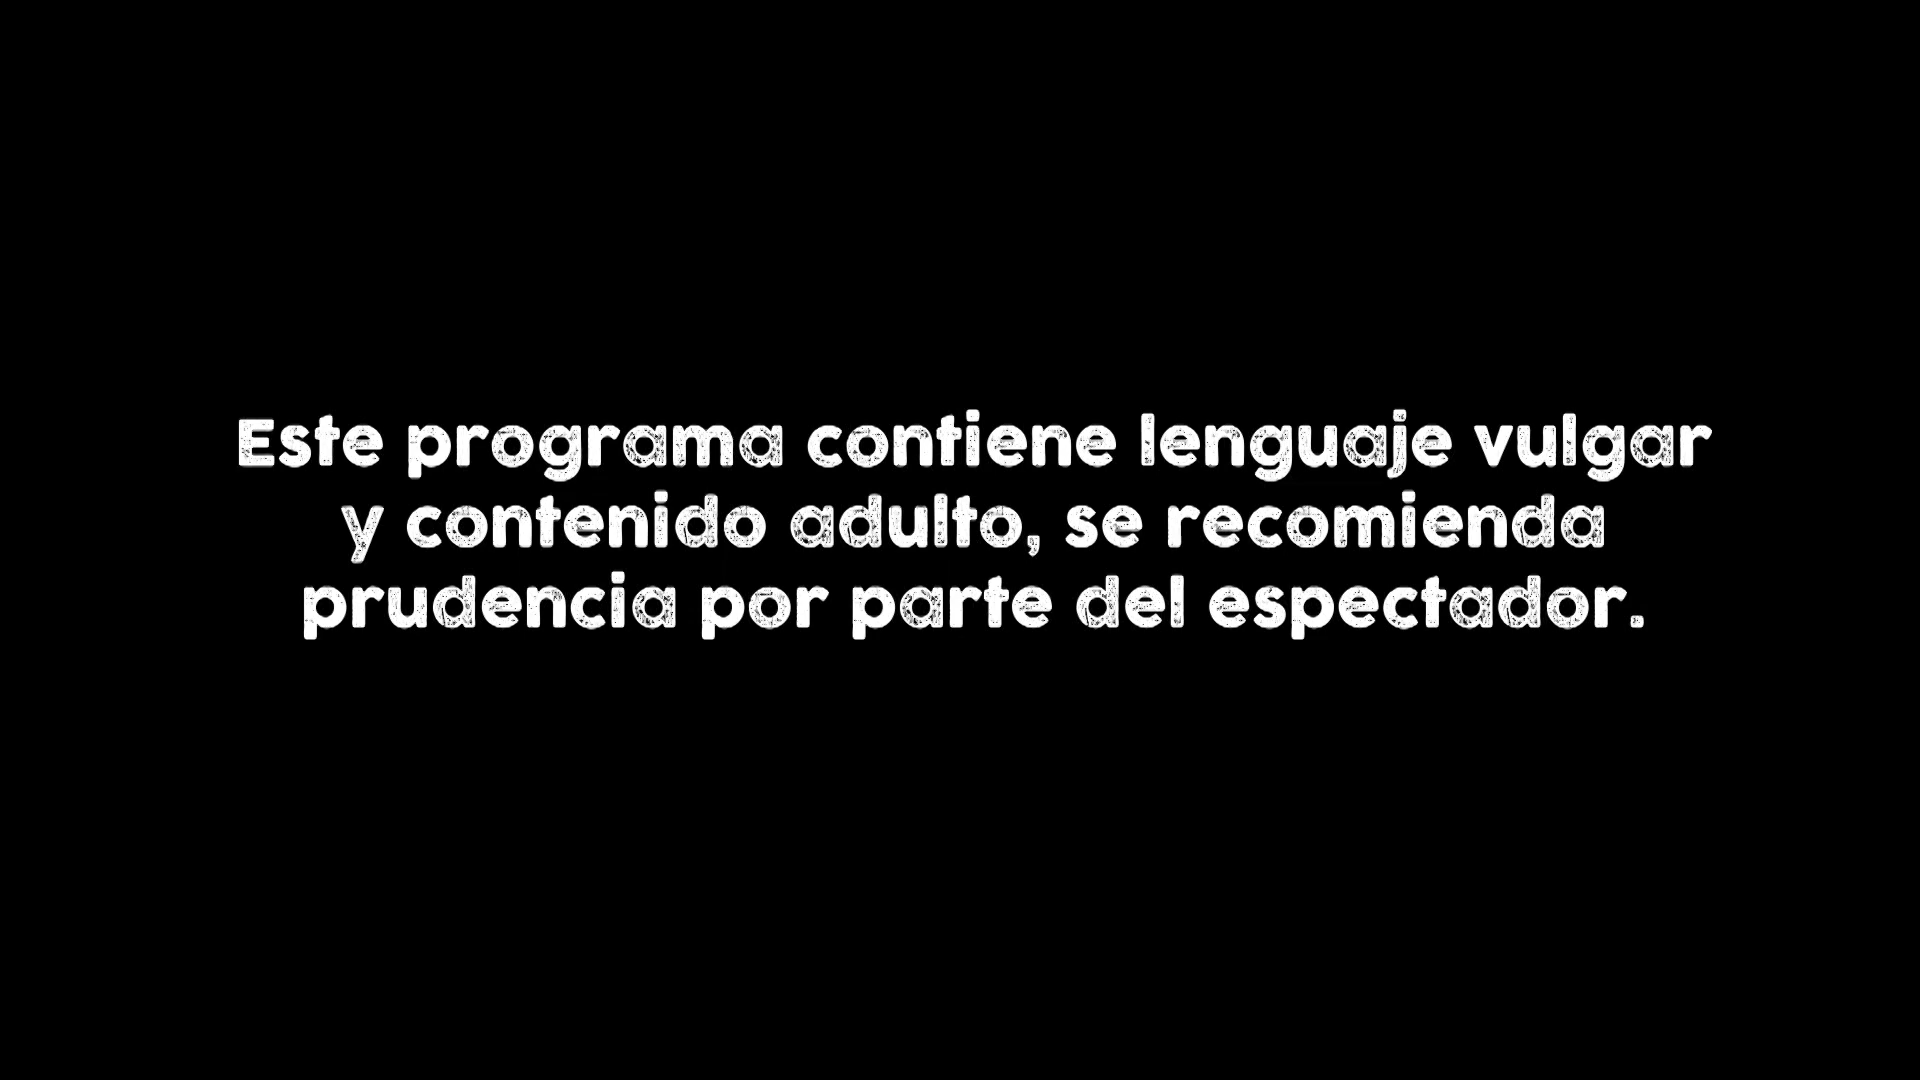 Este programa contiene lenguaje vulgar
y contenido adulto, se recomienda
prudencia por parte del espectador.